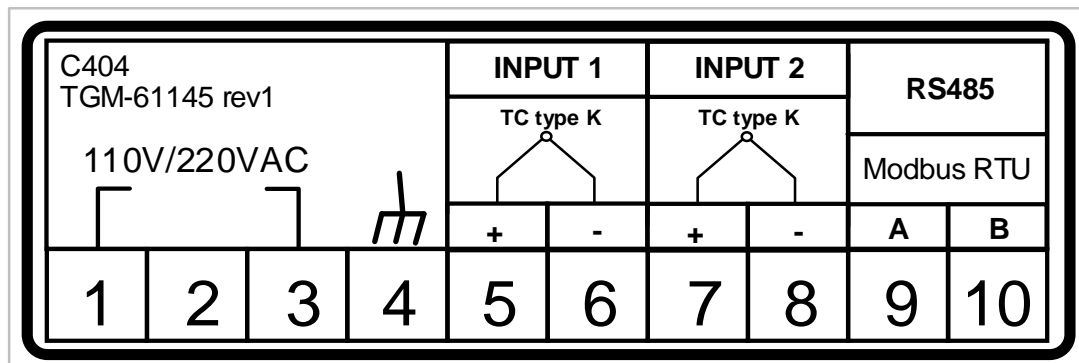 C404
TGM-61145 rev1
110V/220VAC
INPUT 1
INPUT 2
RS485
TC type K
TC type K
Modbus RTU
+ - + - A B
1 2 3 4 5 6 7 8 9 10